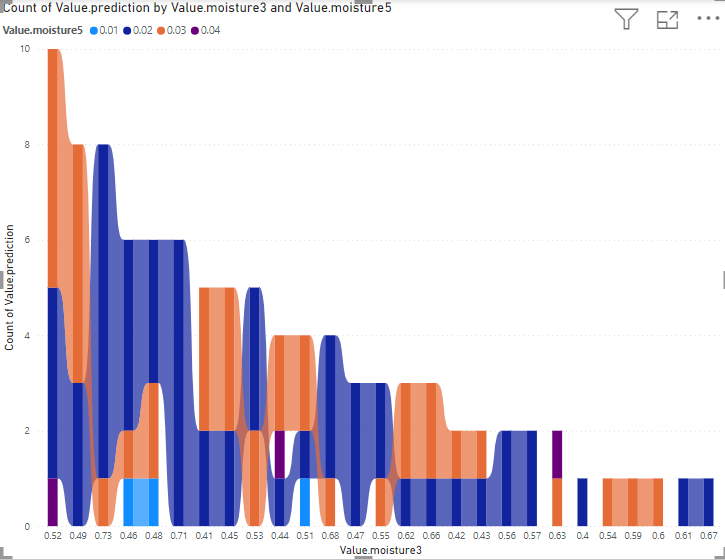 Count of Value.prediction by Value.moisture3 and Value.moisture5
Value.moisture5 0.01 0.02 0.03 0.04
Count of Value.prediction
10
8
6
4
2
0
0.52 0.49 0.73 0.46 0.48 0.71 0.41 0.45 0.53 0.44 0.51 0.68 0.47 0.55 0.62 0.66 0.42 0.43 0.56 0.57 0.63 0.4 0.54 0.59 0.6 0.61 0.67
Value.moisture3